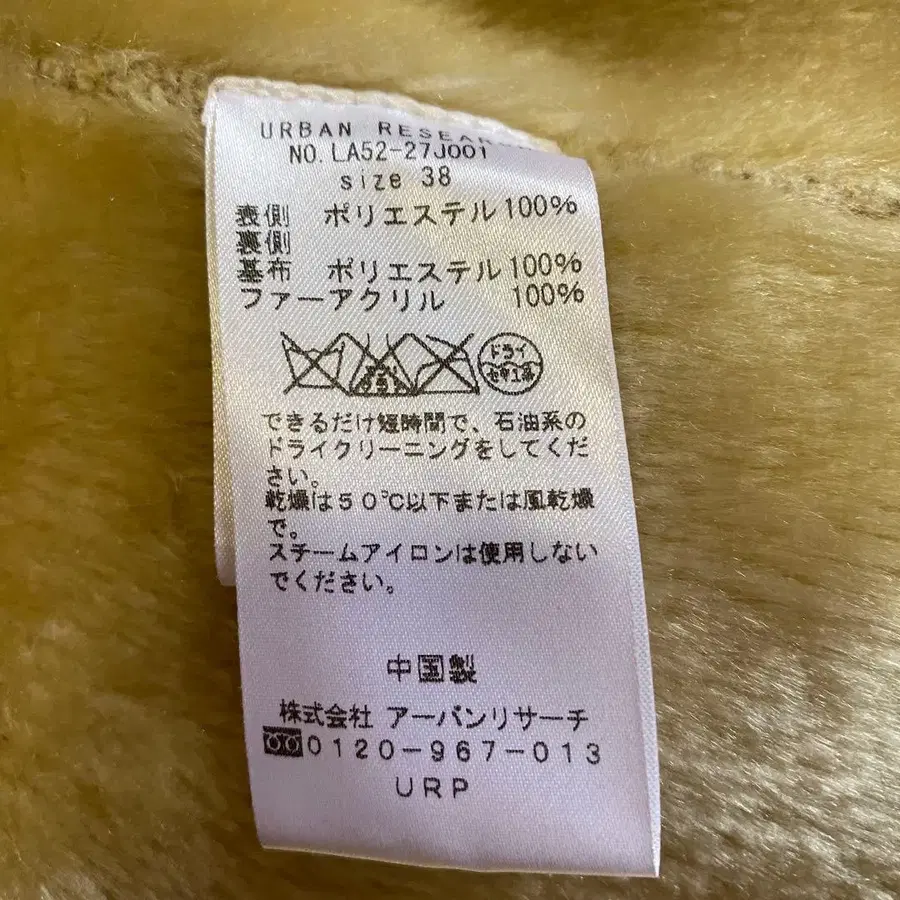 URBAN RESEARCH
NO.LA52-27J001
size 38
表側 ポリエステル100%
裏側
基布 ポリエステル100%
ファーアクリル 100%
ドライ
セキユ系
できるだけ短時間で、石油系の
ドライクリーニングをしてくだ
さい。
乾燥は50℃以下または風乾燥
で。
スチームアイロンは使用しない
でください。
中国製
株式会社 アーバンリサーチ
0120-967-013
URP